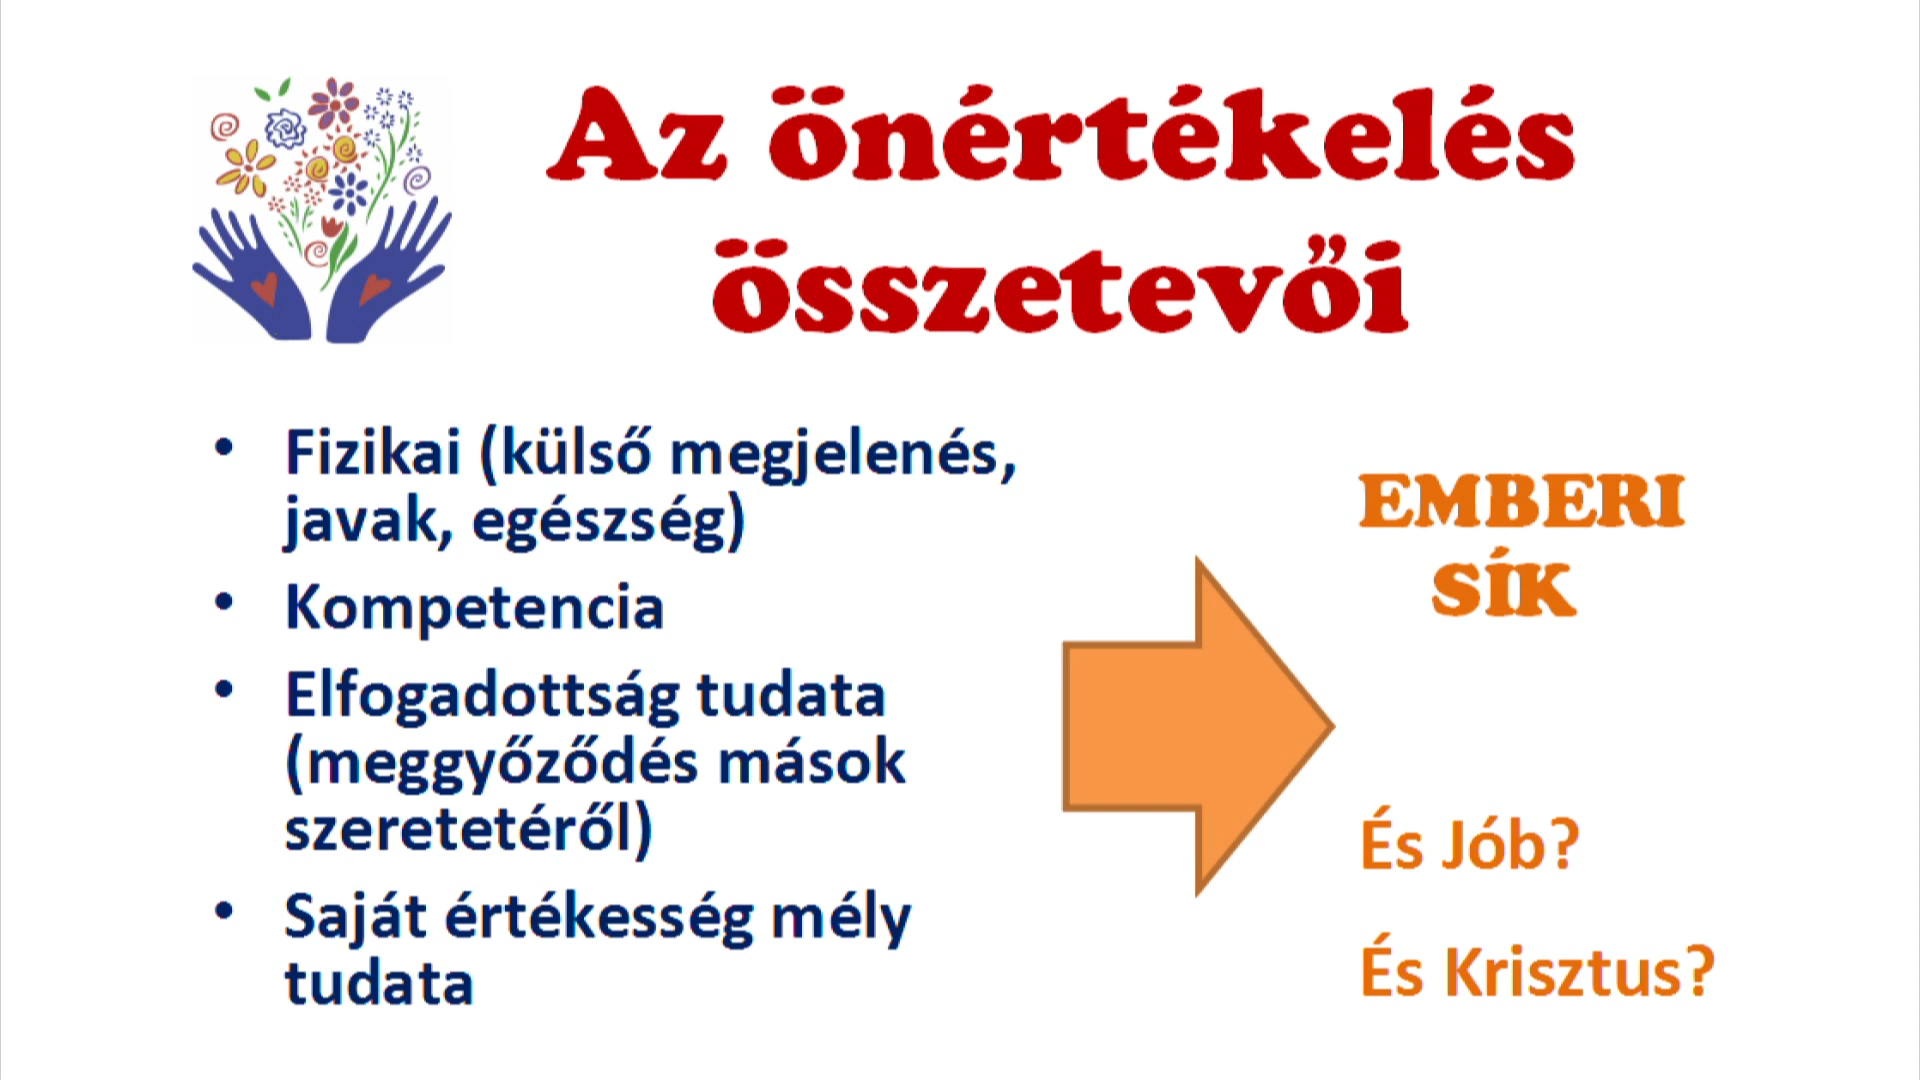 Az önértékelés
összetevői
• Fizikai (külső megjelenés,
javak, egészség)
• Kompetencia
• Elfogadottság tudata
(meggyőződés mások
szeretetéről)
• Saját értékesség mély
tudata
EMBERI
SÍK
És Jób?
És Krisztus?